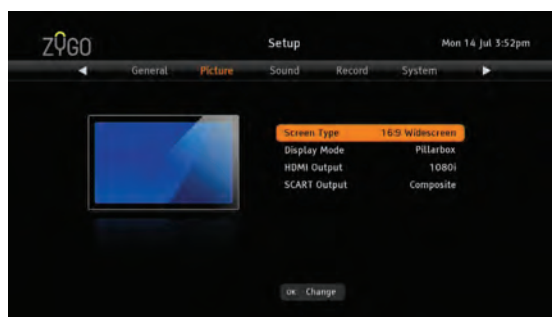 ZYGO Setup Mon 14 Jul 3:52pm
General Picture Sound Record System
Screen Type 16:9 Widescreen
Display Mode Pillarbox
HDMI Output 1080i
SCART Output Composite
OK Change